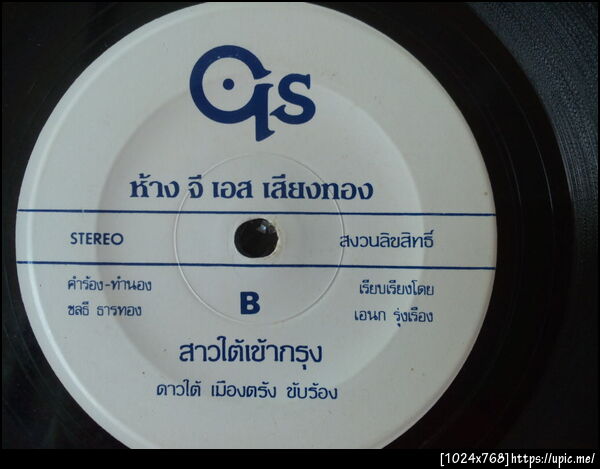 GS
ห้าง จี เอส เสียงทอง
STEREO
สงวนลิขสิทธิ์
คำร้อง-ทำนอง
ชลธี ธารทอง
B
เรียบเรียงโดย
เอนก รุ่งเรือง
สาวใต้เข้ากรุง
ดาวใต้ เมืองตรัง ขับร้อง
[1024x768]https://upic.me/